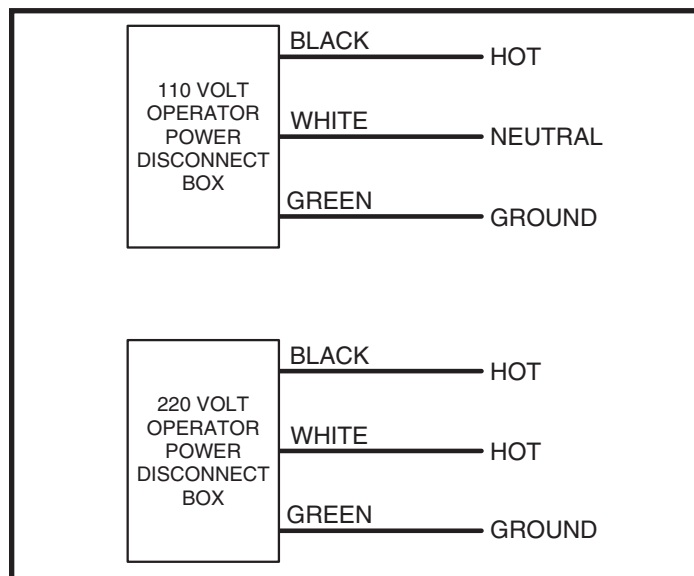 110 VOLT
OPERATOR
POWER
DISCONNECT
BOX
BLACK
HOT
WHITE
NEUTRAL
GREEN
GROUND
220 VOLT
OPERATOR
POWER
DISCONNECT
BOX
BLACK
HOT
WHITE
HOT
GREEN
GROUND